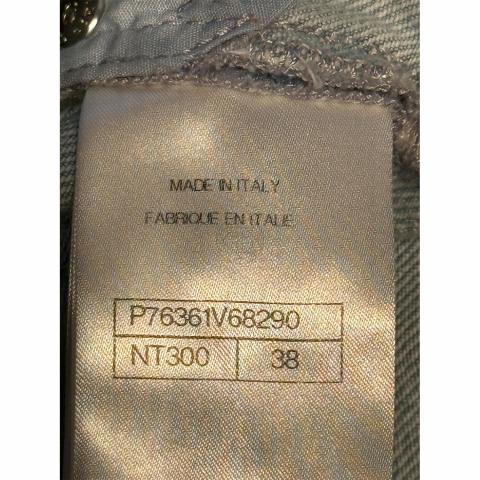 MADE IN ITALY
FABRIQUE EN ITALIE
P76361V68290
NT300 38